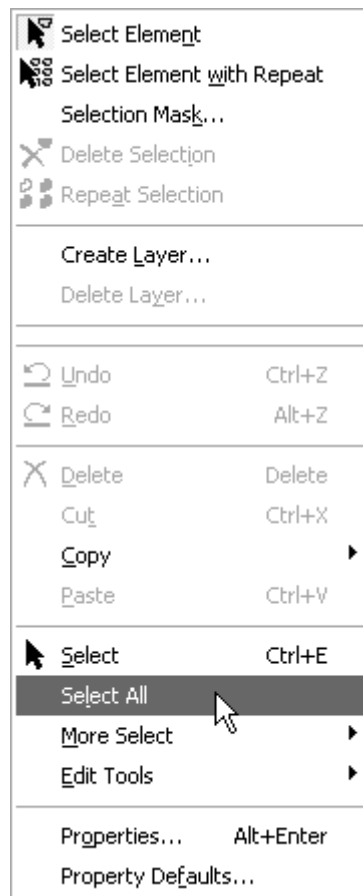 Select Element
Select Element with Repeat
Selection Mask...
Delete Selection
Repeat Selection
Create Layer...
Delete Layer...
Undo Ctrl+Z
Redo Alt+Z
Delete Delete
Cut Ctrl+X
Copy
Paste Ctrl+V
Select Ctrl+E
Select All
More Select
Edit Tools
Properties... Alt+Enter
Property Defaults...